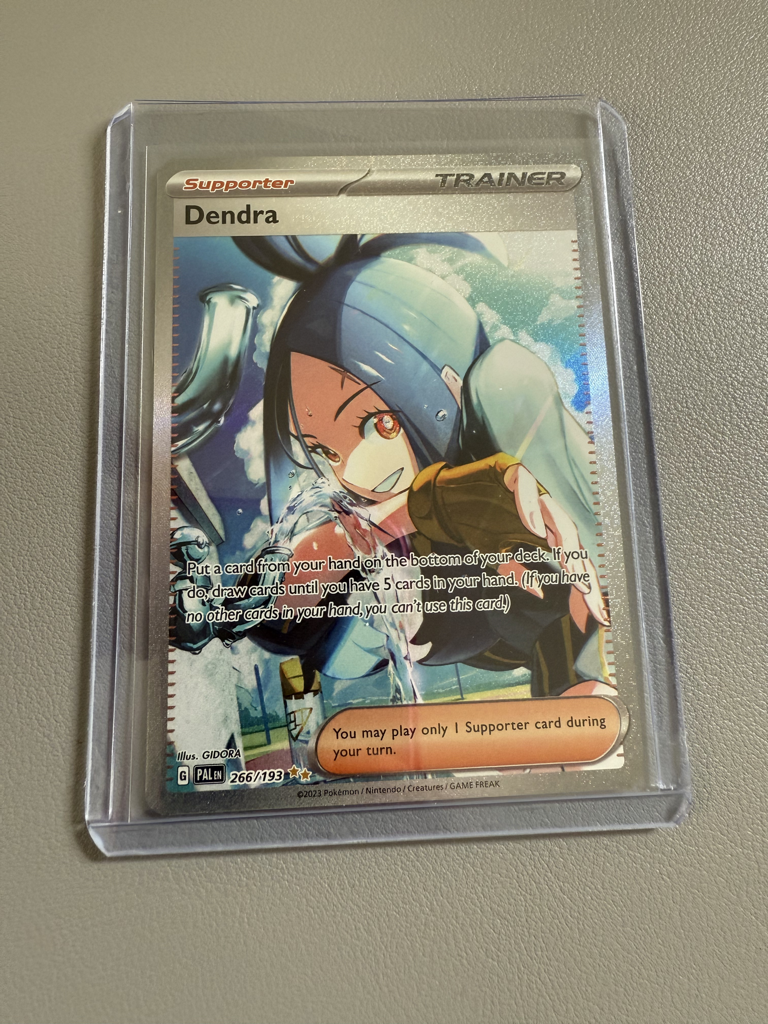 Supporter
TRAINER
Dendra
Put a card from your hand on the bottom of your deck. If you
do, draw cards until you have 5 cards in your hand. (If you have
no other cards in your hand, you can't use this card.)
You may play only 1 Supporter card during
your turn.
Illus. GIDORA
G PAL EN 266/193
©2023 Pokémon / Nintendo / Creatures / GAME FREAK